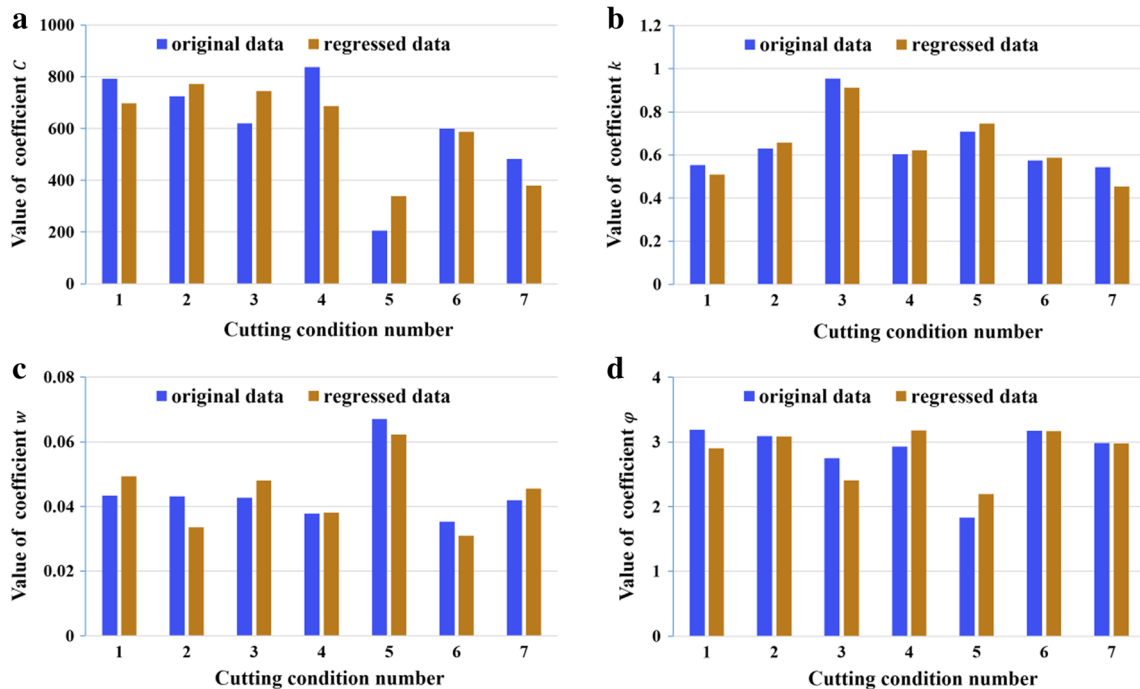 a
1000
800
600
400
200
0
Value of coefficient C
original data regressed data
1 2 3 4 5 6 7
Cutting condition number
b
1.2
1
0.8
0.6
0.4
0.2
0
Value of coefficient k
original data regressed data
1 2 3 4 5 6 7
Cutting condition number
c
0.08
0.06
0.04
0.02
0
Value of coefficient w
original data regressed data
1 2 3 4 5 6 7
Cutting condition number
d
4
3
2
1
0
Value of coefficient φ
original data regressed data
1 2 3 4 5 6 7
Cutting condition number